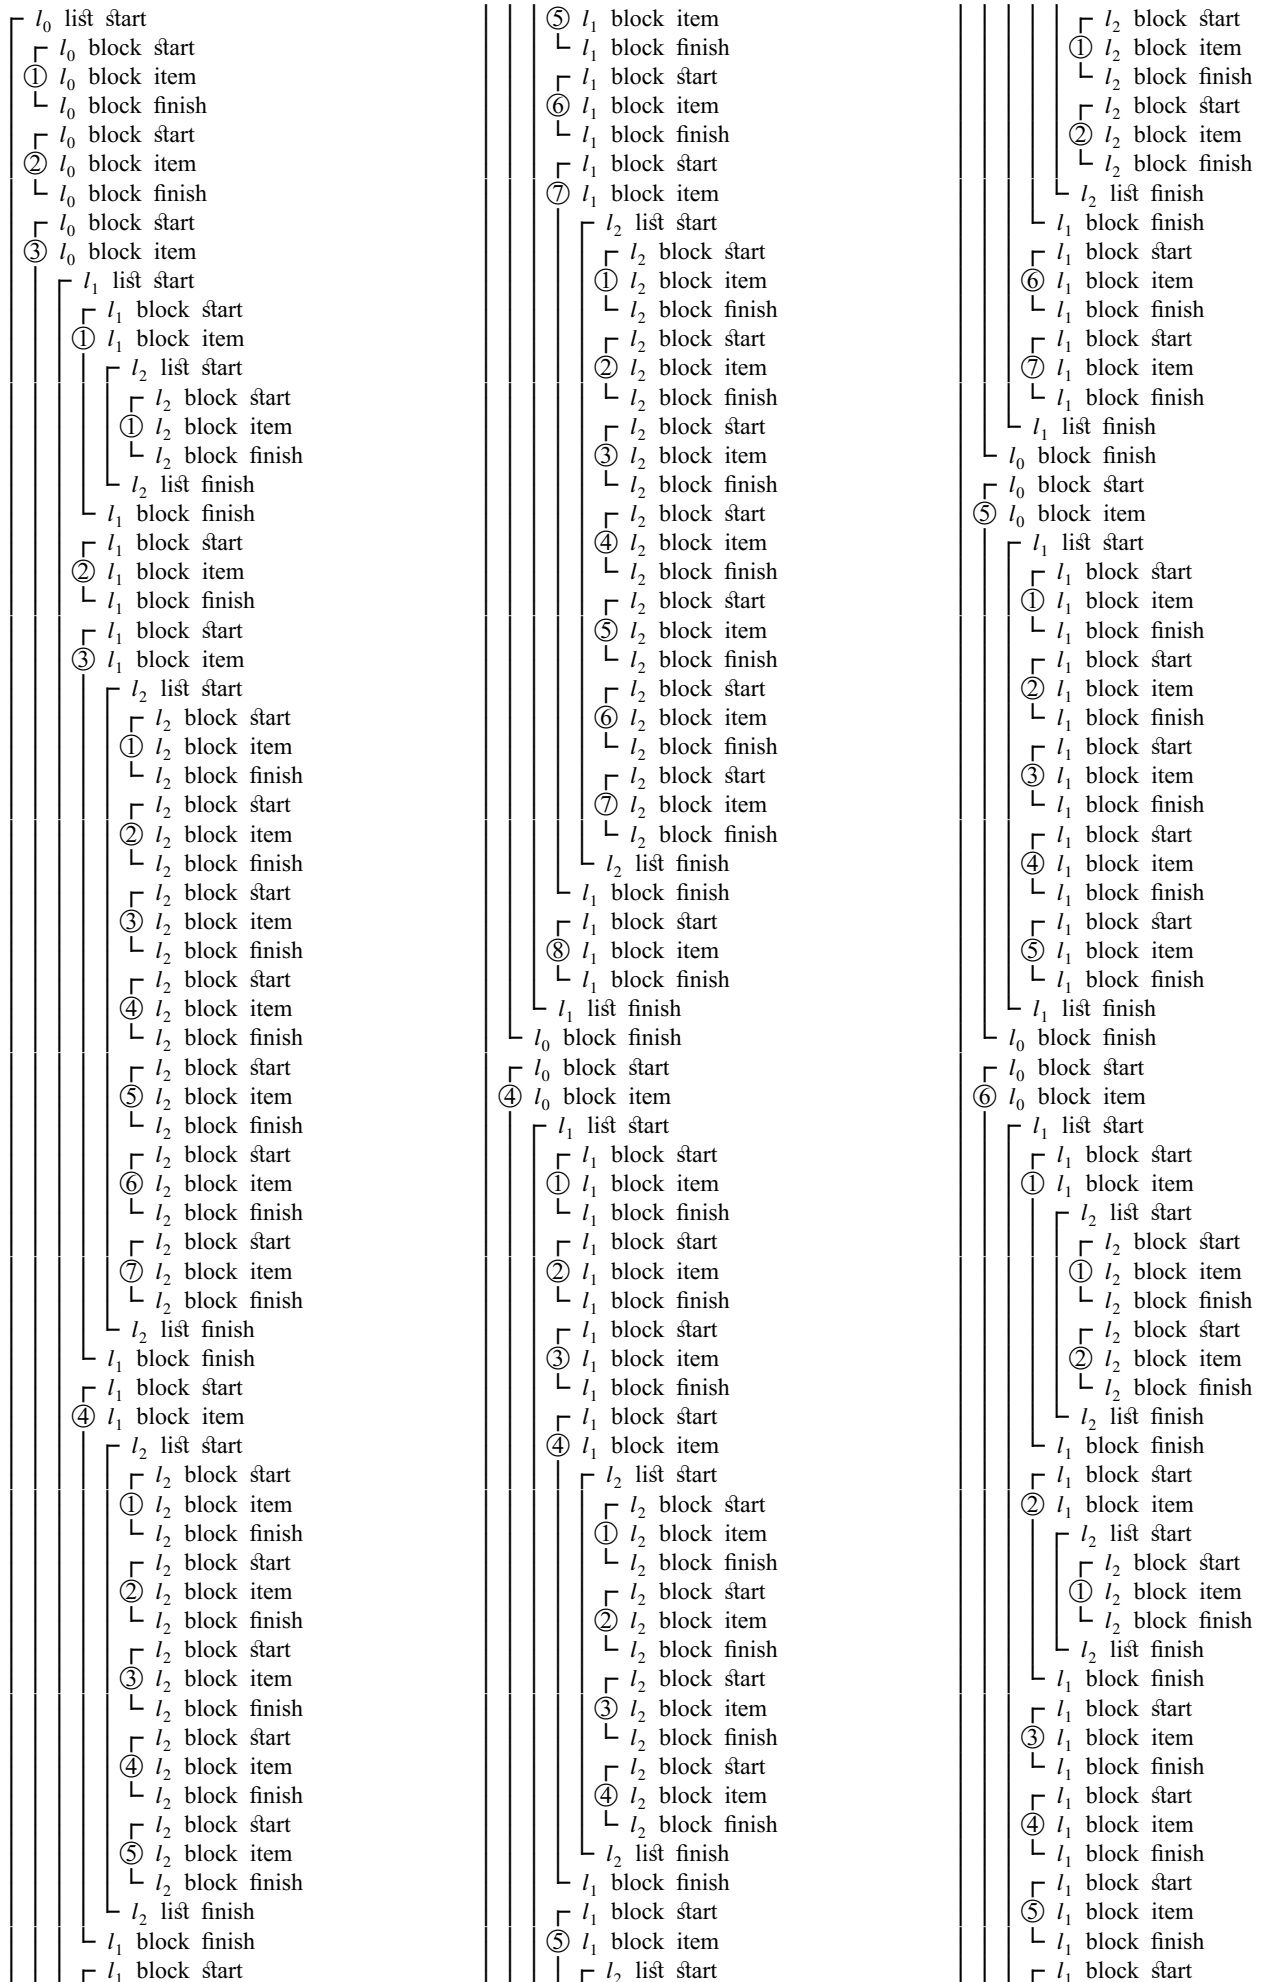 l₀ list start
l₀ block start
① l₀ block item
l₀ block finish
l₀ block start
② l₀ block item
l₀ block finish
l₀ block start
③ l₀ block item
l₁ list start
l₁ block start
① l₁ block item
l₂ list start
l₂ block start
① l₂ block item
l₂ block finish
l₂ list finish
l₁ block finish
l₁ block start
② l₁ block item
l₁ block finish
l₁ block start
③ l₁ block item
l₂ list start
l₂ block start
① l₂ block item
l₂ block finish
l₂ block start
② l₂ block item
l₂ block finish
l₂ block start
③ l₂ block item
l₂ block finish
l₂ block start
④ l₂ block item
l₂ block finish
l₂ block start
⑤ l₂ block item
l₂ block finish
l₂ block start
⑥ l₂ block item
l₂ block finish
l₂ block start
⑦ l₂ block item
l₂ block finish
l₂ list finish
l₁ block finish
l₁ block start
④ l₁ block item
l₂ list start
l₂ block start
① l₂ block item
l₂ block finish
l₂ block start
② l₂ block item
l₂ block finish
l₂ block start
③ l₂ block item
l₂ block finish
l₂ block start
④ l₂ block item
l₂ block finish
l₂ block start
⑤ l₂ block item
l₂ block finish
l₂ list finish
l₁ block finish
l₁ block start
⑤ l₁ block item
l₁ block finish
l₁ block start
⑥ l₁ block item
l₁ block finish
l₁ block start
⑦ l₁ block item
l₂ list start
l₂ block start
① l₂ block item
l₂ block finish
l₂ block start
② l₂ block item
l₂ block finish
l₂ block start
③ l₂ block item
l₂ block finish
l₂ block start
④ l₂ block item
l₂ block finish
l₂ block start
⑤ l₂ block item
l₂ block finish
l₂ block start
⑥ l₂ block item
l₂ block finish
l₂ block start
⑦ l₂ block item
l₂ block finish
l₂ list finish
l₁ block finish
l₁ block start
⑧ l₁ block item
l₁ block finish
l₁ list finish
l₀ block finish
l₀ block start
④ l₀ block item
l₁ list start
l₁ block start
① l₁ block item
l₁ block finish
l₁ block start
② l₁ block item
l₁ block finish
l₁ block start
③ l₁ block item
l₁ block finish
l₁ block start
④ l₁ block item
l₂ list start
l₂ block start
① l₂ block item
l₂ block finish
l₂ block start
② l₂ block item
l₂ block finish
l₂ block start
③ l₂ block item
l₂ block finish
l₂ block start
④ l₂ block item
l₂ block finish
l₂ list finish
l₁ block finish
l₁ block start
⑤ l₁ block item
l₂ list start
l₂ block start
① l₂ block item
l₂ block finish
l₂ block start
② l₂ block item
l₂ block finish
l₂ list finish
l₁ block finish
l₁ block start
⑥ l₁ block item
l₁ block finish
l₁ block start
⑦ l₁ block item
l₁ block finish
l₁ list finish
l₀ block finish
l₀ block start
⑤ l₀ block item
l₁ list start
l₁ block start
① l₁ block item
l₁ block finish
l₁ block start
② l₁ block item
l₁ block finish
l₁ block start
③ l₁ block item
l₁ block finish
l₁ block start
④ l₁ block item
l₁ block finish
l₁ block start
⑤ l₁ block item
l₁ block finish
l₁ list finish
l₀ block finish
l₀ block start
⑥ l₀ block item
l₁ list start
l₁ block start
① l₁ block item
l₂ list start
l₂ block start
① l₂ block item
l₂ block finish
l₂ block start
② l₂ block item
l₂ block finish
l₂ list finish
l₁ block finish
l₁ block start
② l₁ block item
l₂ list start
l₂ block start
① l₂ block item
l₂ block finish
l₂ list finish
l₁ block finish
l₁ block start
③ l₁ block item
l₁ block finish
l₁ block start
④ l₁ block item
l₁ block finish
l₁ block start
⑤ l₁ block item
l₁ block finish
l₁ block start